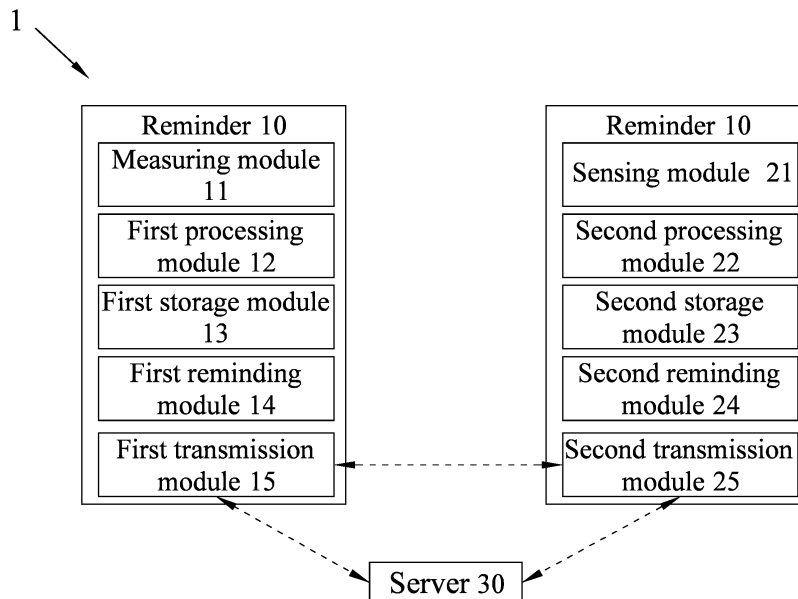 1
Reminder 10
Measuring module
11
First processing
module 12
First storage module
13
First reminding
module 14
First transmission
module 15
Reminder 10
Sensing module 21
Second processing
module 22
Second storage
module 23
Second reminding
module 24
Second transmission
module 25
Server 30